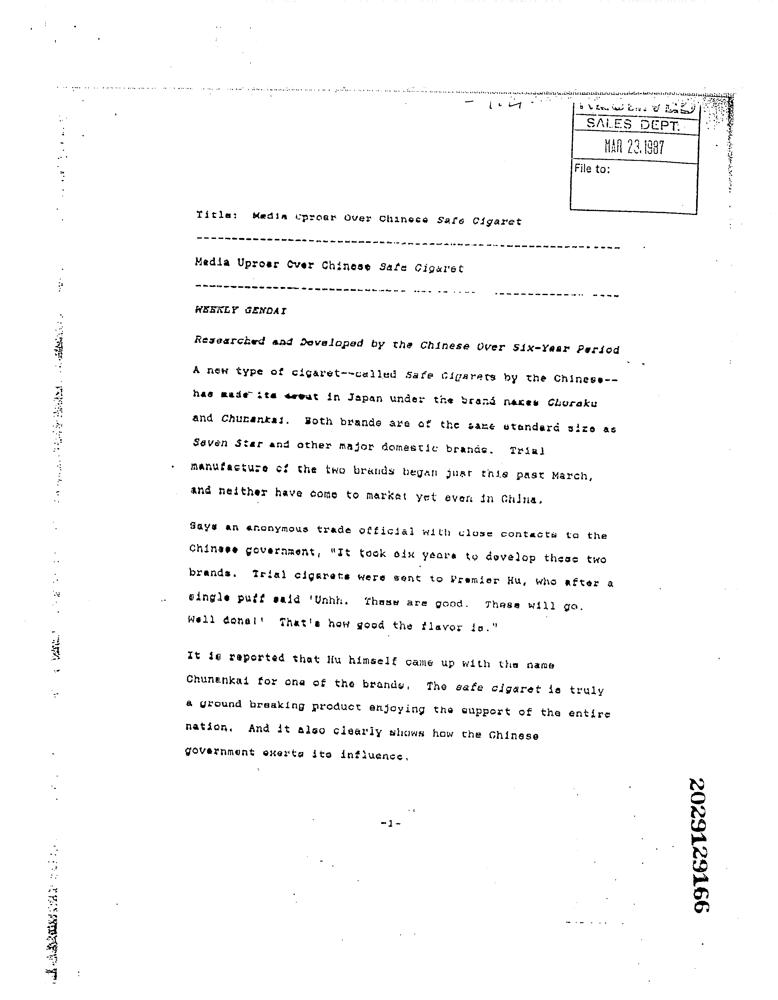 RECEIVED
SALES DEPT.
MAR 23.1987
File to:
Title: Media Uproar Over Chinese Safe Cigaret
Media Uproar Over Chinese Safe Cigaret
WEEKLY GENDAI
Researched and Developed by the Chinese Over Six-Year Period
A new type of cigaret--called Safe Cigarets by the Chinese--
has made its debut in Japan under the brand names Choraku
and Chunankai. Both brands are of the same standard size as
Seven Star and other major domestic brands. Trial
manufacture of the two brands began just this past March,
and neither have come to market yet even in China.
Says an anonymous trade official with close contacts to the
Chinese government, "It took six years to develop these two
brands. Trial cigarets were sent to Premier Hu, who after a
single puff said 'Unhh. These are good. These will go.
Well done!' That's how good the flavor is."
It is reported that Hu himself came up with the name
Chunankai for one of the brands. The safe cigaret is truly
a ground breaking product enjoying the support of the entire
nation. And it also clearly shows how the Chinese
government exerts its influence.
-1-
2029129166